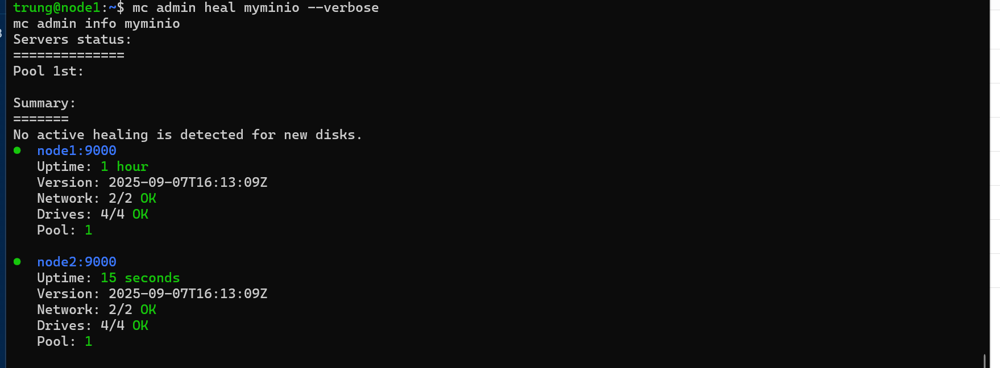 trung@node1:~$ mc admin heal myminio --verbose
mc admin info myminio
Servers status:
==============
Pool 1st:
Summary:
=======
No active healing is detected for new disks.
● node1:9000
Uptime: 1 hour
Version: 2025-09-07T16:13:09Z
Network: 2/2 OK
Drives: 4/4 OK
Pool: 1
● node2:9000
Uptime: 15 seconds
Version: 2025-09-07T16:13:09Z
Network: 2/2 OK
Drives: 4/4 OK
Pool: 1